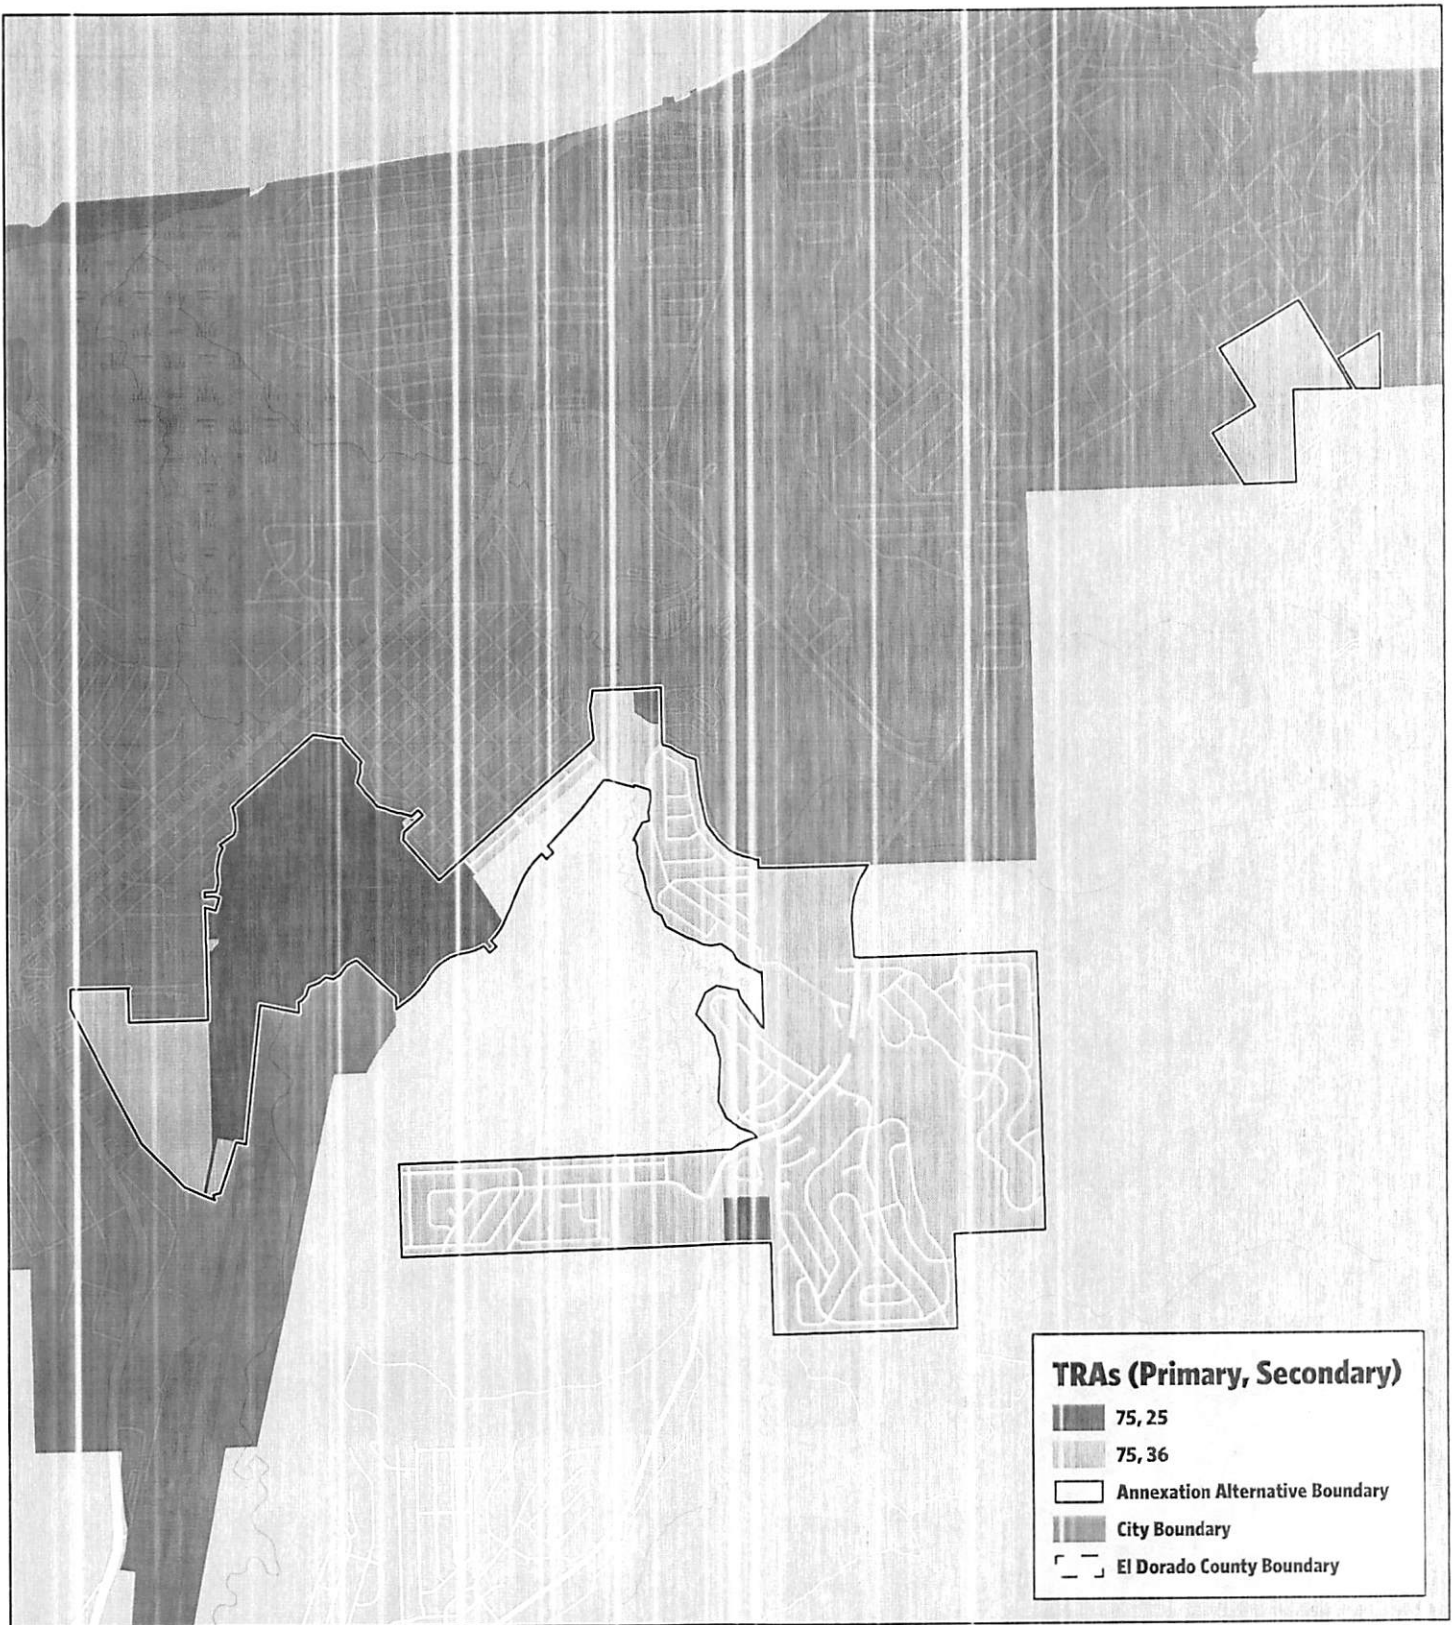 TRAs (Primary, Secondary)
75, 25
75, 36
Annexation Alternative Boundary
City Boundary
El Dorado County Boundary